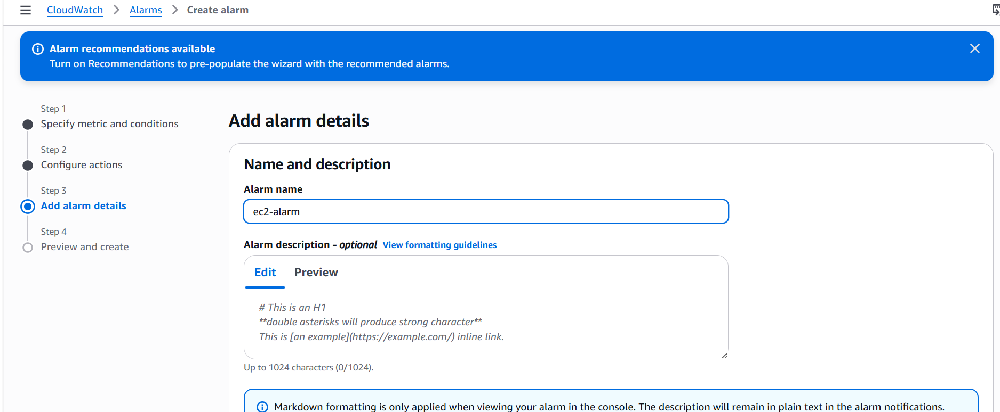 CloudWatch > Alarms > Create alarm
Alarm recommendations available
Turn on Recommendations to pre-populate the wizard with the recommended alarms.
Step 1
Specify metric and conditions
Step 2
Configure actions
Step 3
Add alarm details
Step 4
Preview and create
Add alarm details
Name and description
Alarm name
ec2-alarm
Alarm description - optional View formatting guidelines
Edit Preview
# This is an H1
**double asterisks will produce strong character**
This is [an example](https://example.com/) inline link.
Up to 1024 characters (0/1024).
Markdown formatting is only applied when viewing your alarm in the console. The description will remain in plain text in the alarm notifications.